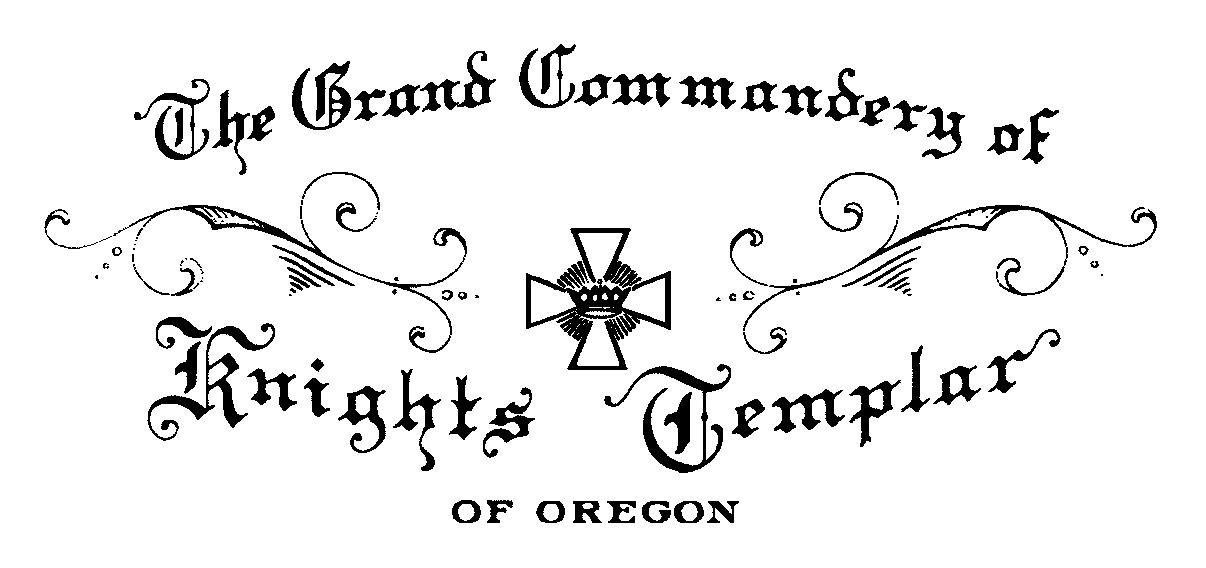 The Grand Commandery of
Knights Templar
OF OREGON